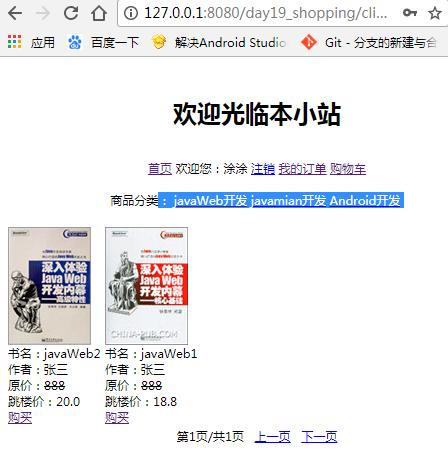 127.0.0.1:8080/day19_shopping/cli...
应用 百度一下 解决Android Studio Git - 分支的新建与合
欢迎光临本小站
首页 欢迎您：涂涂 注销 我的订单 购物车
商品分类： javaWeb开发 javamian开发 Android开发
深入体验
Java Web
开发内幕
——高级特性
深入体验
Java Web
开发内幕
——核心基础
CHINA-PUB.COM
书名：javaWeb2 书名：javaWeb1
作者：张三 作者：张三
原价：888 原价：888
跳楼价：20.0 跳楼价：18.8
购买 购买
第1页/共1页 上一页 下一页